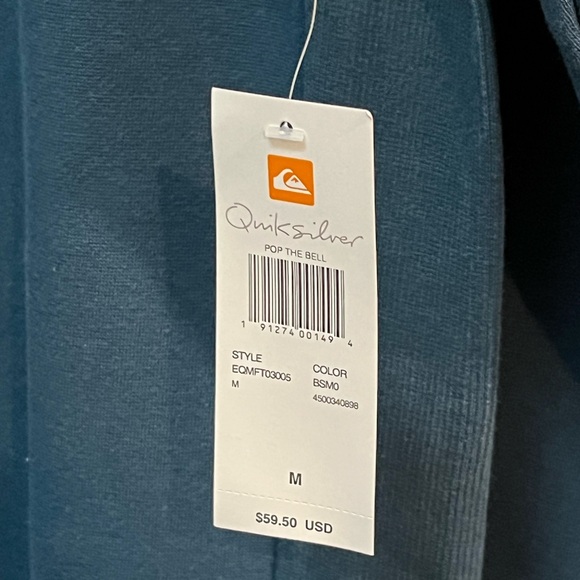 Quiksilver
POP THE BELL
1 91274 00149 4
STYLE COLOR
EQMFT03005 BSM0
M 4500340898
M
$59.50 USD